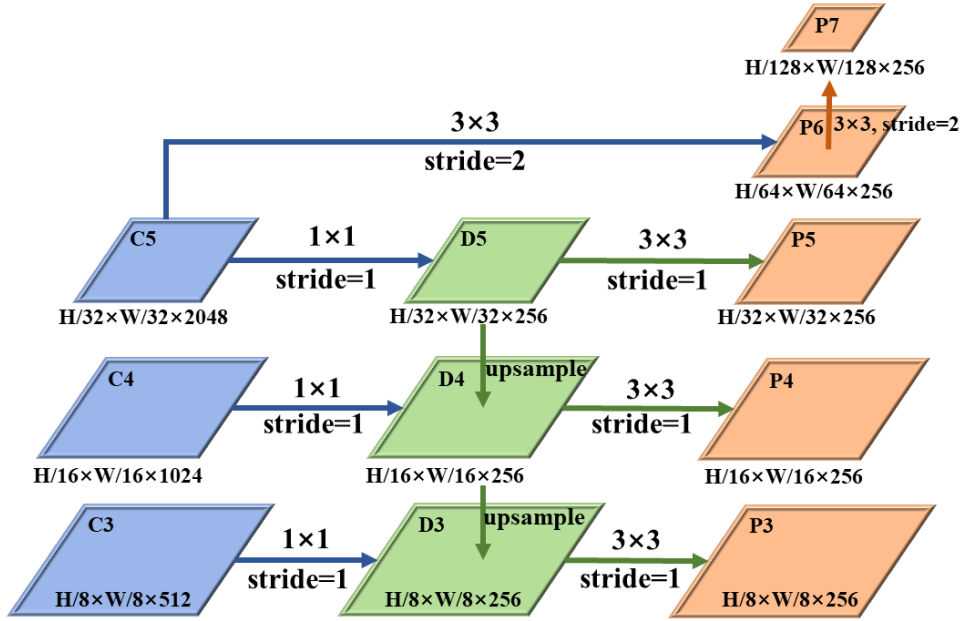 P7
H/128×W/128×256
3×3
stride=2
P6
3×3, stride=2
H/64×W/64×256
C5
1×1
stride=1
D5
3×3
stride=1
P5
H/32×W/32×2048
H/32×W/32×256
H/32×W/32×256
upsample
C4
1×1
stride=1
D4
3×3
stride=1
P4
H/16×W/16×1024
H/16×W/16×256
H/16×W/16×256
upsample
C3
1×1
stride=1
D3
3×3
stride=1
P3
H/8×W/8×512
H/8×W/8×256
H/8×W/8×256